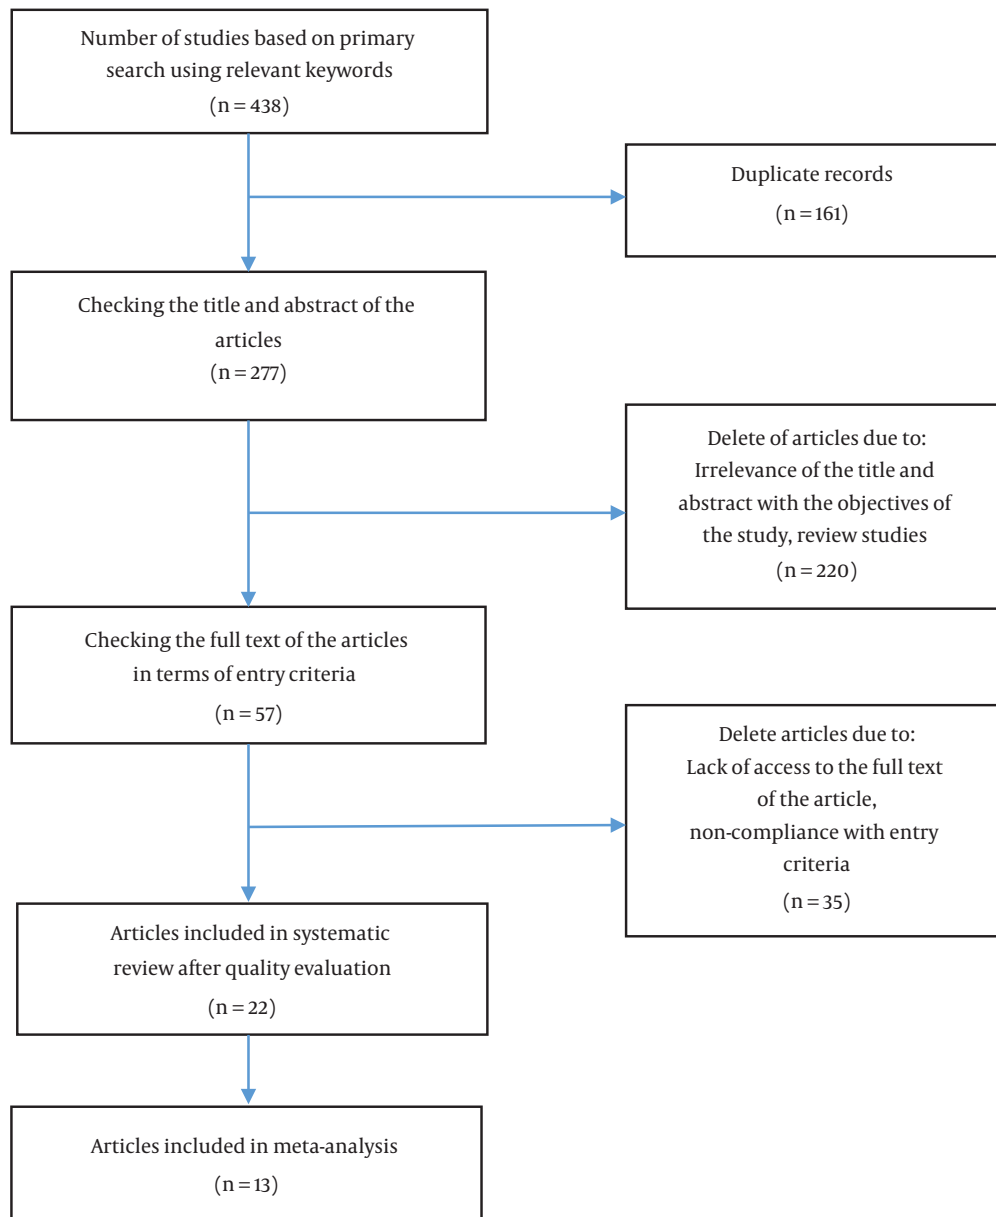 Number of studies based on primary
search using relevant keywords
(n = 438)
Duplicate records
(n = 161)
Checking the title and abstract of the
articles
(n = 277)
Delete of articles due to:
Irrelevance of the title and
abstract with the objectives of
the study, review studies
(n = 220)
Checking the full text of the articles
in terms of entry criteria
(n = 57)
Delete articles due to:
Lack of access to the full text
of the article,
non-compliance with entry
criteria
(n = 35)
Articles included in systematic
review after quality evaluation
(n = 22)
Articles included in meta-analysis
(n = 13)